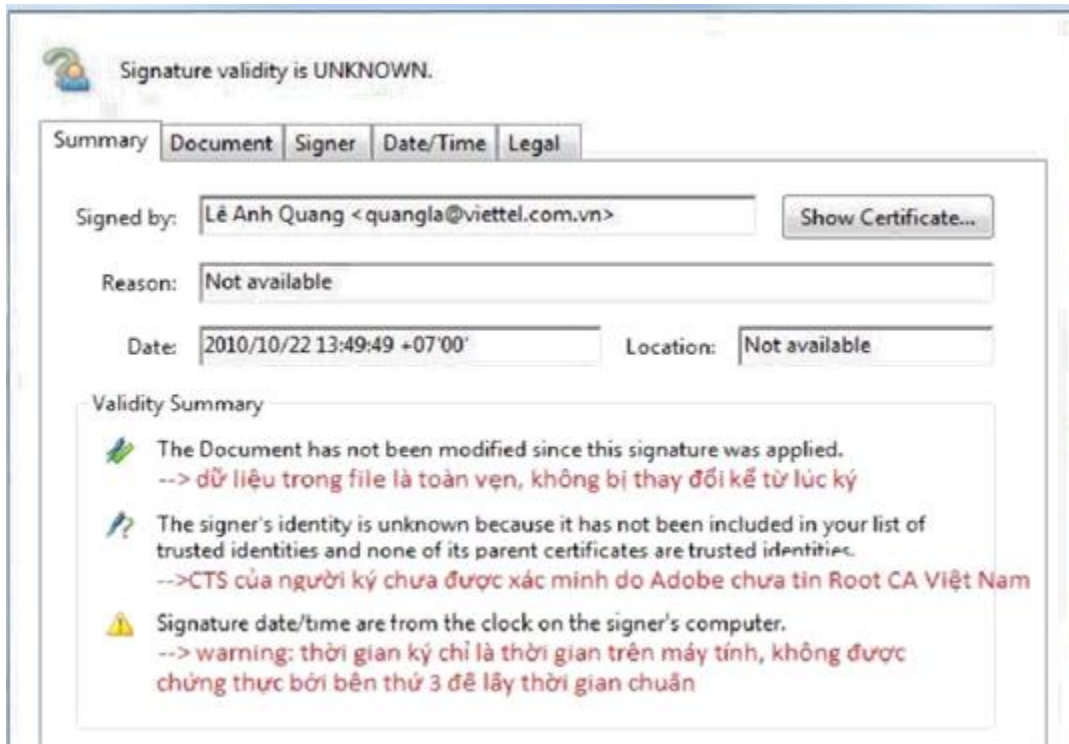 Signature validity is UNKNOWN.
Summary Document Signer Date/Time Legal
Signed by: Lê Anh Quang <quangla@viettel.com.vn> Show Certificate...
Reason: Not available
Date: 2010/10/22 13:49:49 +07'00' Location: Not available
Validity Summary
The Document has not been modified since this signature was applied.
--> dữ liệu trong file là toàn vẹn, không bị thay đổi kể từ lúc ký
The signer's identity is unknown because it has not been included in your list of
trusted identities and none of its parent certificates are trusted identities.
-->CTS của người ký chưa được xác minh do Adobe chưa tin Root CA Việt Nam
Signature date/time are from the clock on the signer's computer.
--> warning: thời gian ký chỉ là thời gian trên máy tính, không được
chứng thực bởi bên thứ 3 để lấy thời gian chuẩn